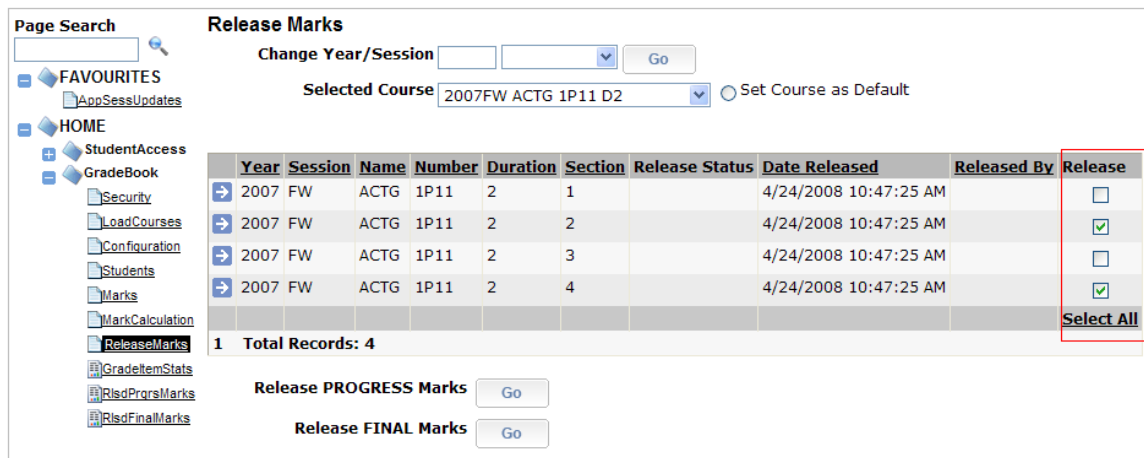 Page Search
Release Marks
Change Year/Session Go
Selected Course 2007FW ACTG 1P11 D2 Set Course as Default
FAVOURITES
AppSessUpdates
HOME
StudentAccess
GradeBook
Security
LoadCourses
Configuration
Students
Marks
MarkCalculation
ReleaseMarks
GradeItemStats
RlsdPrgrsMarks
RlsdFinalMarks
Year Session Name Number Duration Section Release Status Date Released Released By Release
2007 FW ACTG 1P11 2 1 4/24/2008 10:47:25 AM
2007 FW ACTG 1P11 2 2 4/24/2008 10:47:25 AM
2007 FW ACTG 1P11 2 3 4/24/2008 10:47:25 AM
2007 FW ACTG 1P11 2 4 4/24/2008 10:47:25 AM
Select All
1 Total Records: 4
Release PROGRESS Marks Go
Release FINAL Marks Go